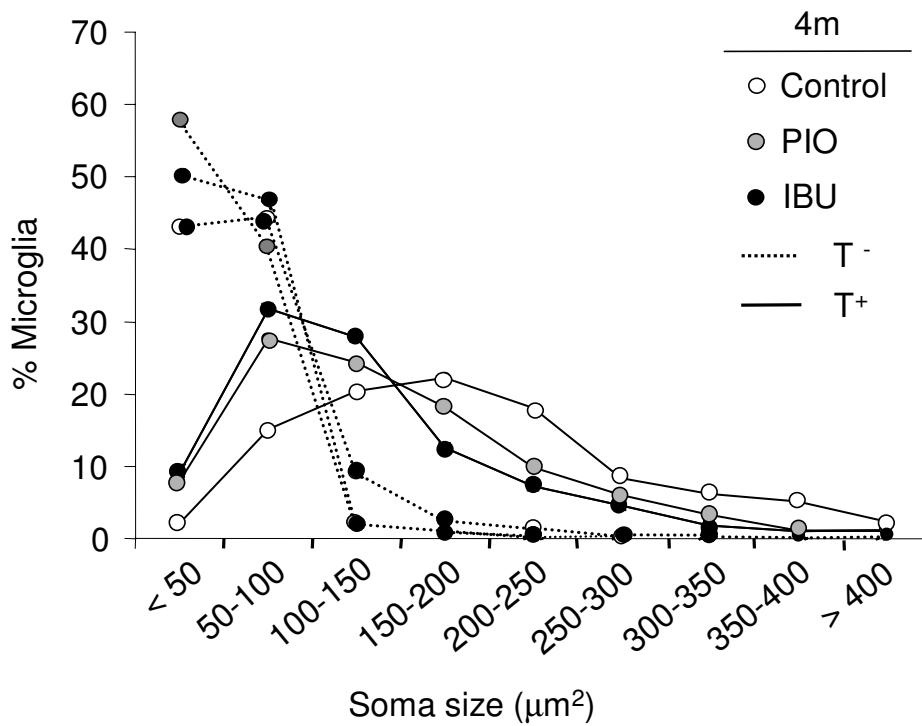 4m
Control
PIO
IBU
T -
T+
% Microglia
70
60
50
40
30
20
10
0
< 50
50-100
100-150
150-200
200-250
250-300
300-350
350-400
> 400
Soma size (μm²)